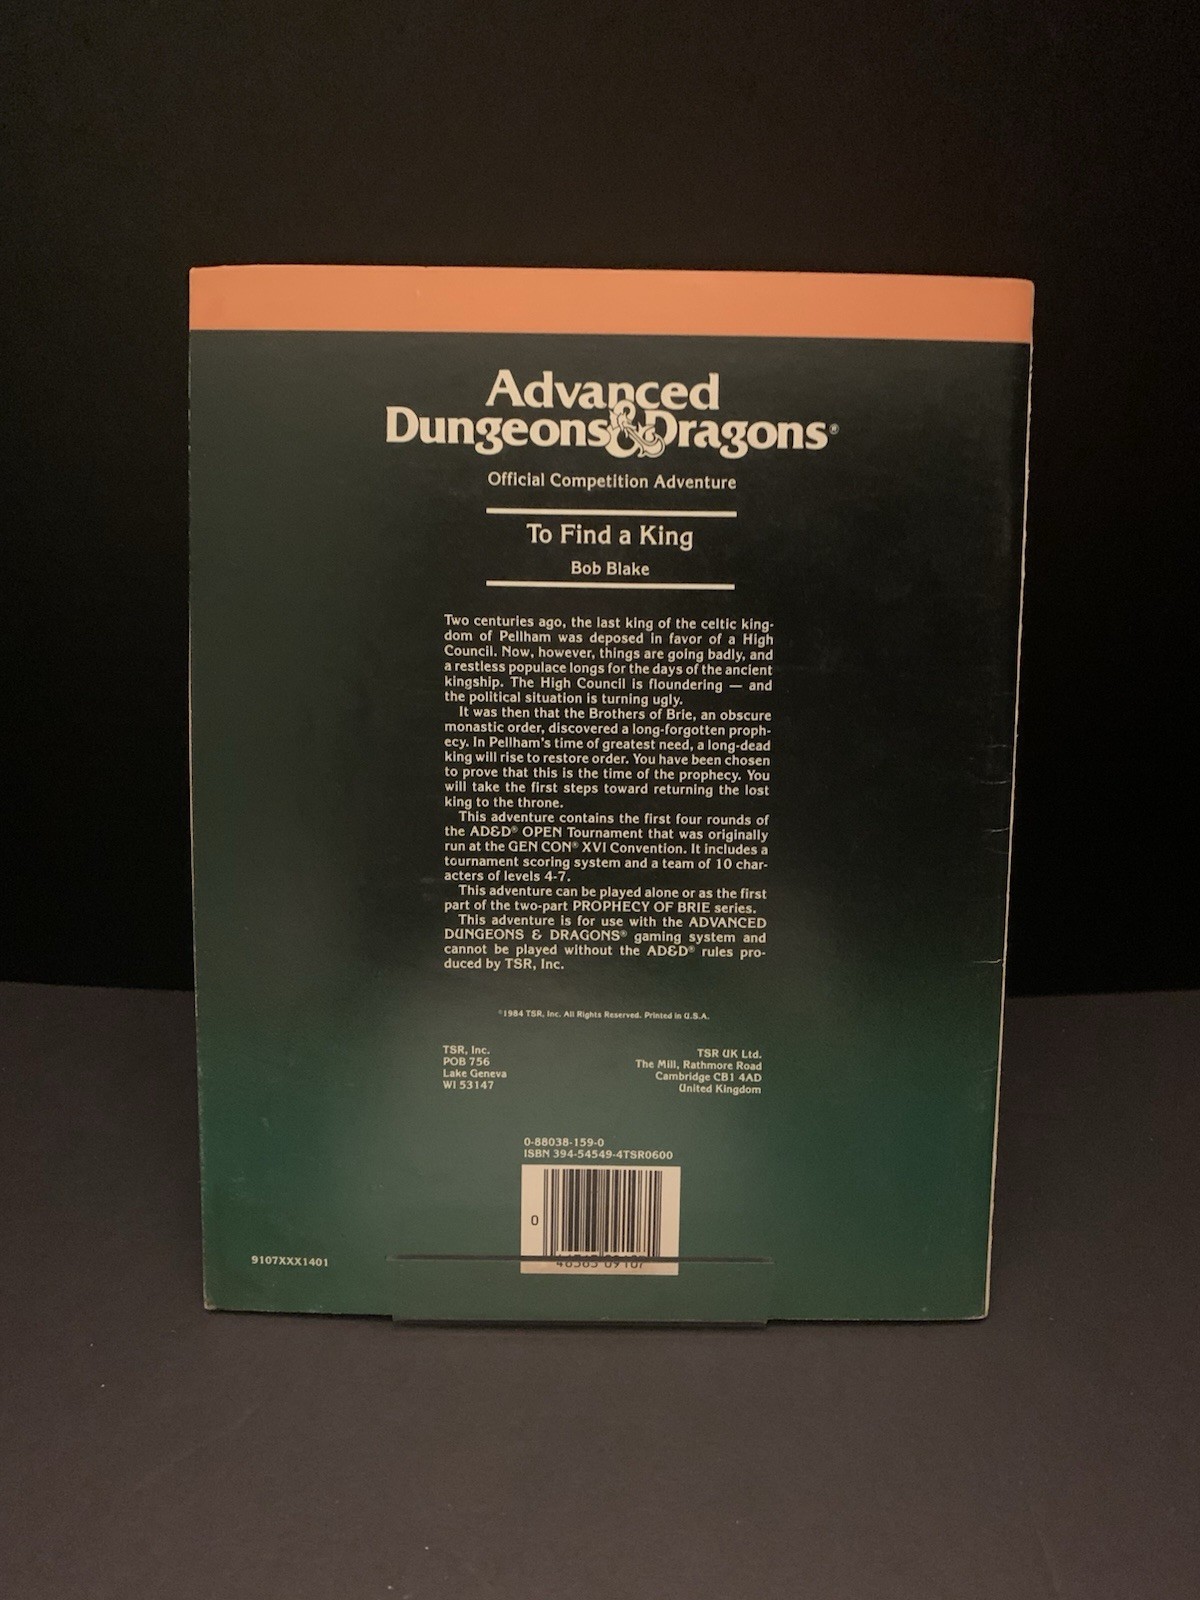 Advanced
Dungeons & Dragons®
Official Competition Adventure
To Find a King
Bob Blake
Two centuries ago, the last king of the celtic king-
dom of Pellham was deposed in favor of a High
Council. Now, however, things are going badly, and
a restless populace longs for the days of the ancient
kingship. The High Council is floundering — and
the political situation is turning ugly.
It was then that the Brothers of Brie, an obscure
monastic order, discovered a long-forgotten proph-
ecy. In Pellham's time of greatest need, a long-dead
king will rise to restore order. You have been chosen
to prove that this is the time of the prophecy. You
will take the first steps toward returning the lost
king to the throne.
This adventure contains the first four rounds of
the AD&D® OPEN Tournament that was originally
run at the GEN CON® XVI Convention. It includes a
tournament scoring system and a team of 10 char-
acters of levels 4-7.
This adventure can be played alone or as the first
part of the two-part PROPHECY OF BRIE series.
This adventure is for use with the ADVANCED
DUNGEONS & DRAGONS® gaming system and
cannot be played without the AD&D® rules pro-
duced by TSR, Inc.
©1984 TSR, Inc. All Rights Reserved. Printed in U.S.A.
TSR, Inc.
POB 756
Lake Geneva
WI 53147
TSR UK Ltd.
The Mill, Rathmore Road
Cambridge CB1 4AD
United Kingdom
0-88038-159-0
ISBN 394-54549-4TSR0600
0
9107XXX1401